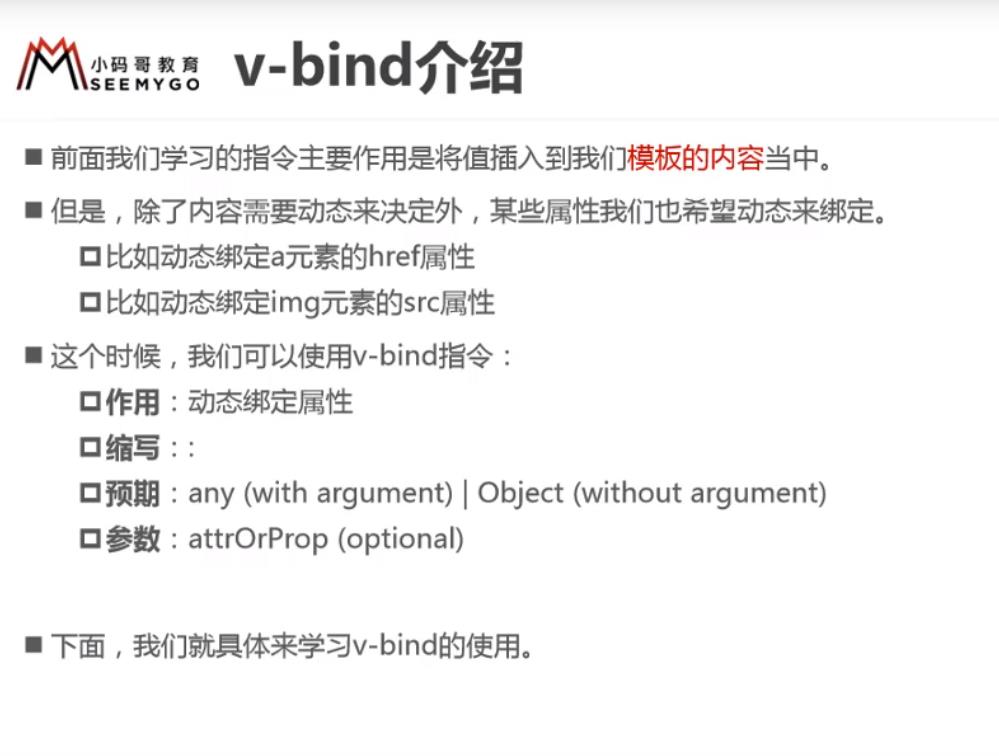 小码哥教育
SEEMYGO
v-bind介绍
前面我们学习的指令主要作用是将值插入到我们模板的内容当中。
但是，除了内容需要动态来决定外，某些属性我们也希望动态来绑定。
比如动态绑定a元素的href属性
比如动态绑定img元素的src属性
这个时候，我们可以使用v-bind指令：
作用：动态绑定属性
缩写：:
预期：any (with argument) | Object (without argument)
参数：attrOrProp (optional)
下面，我们就具体来学习v-bind的使用。